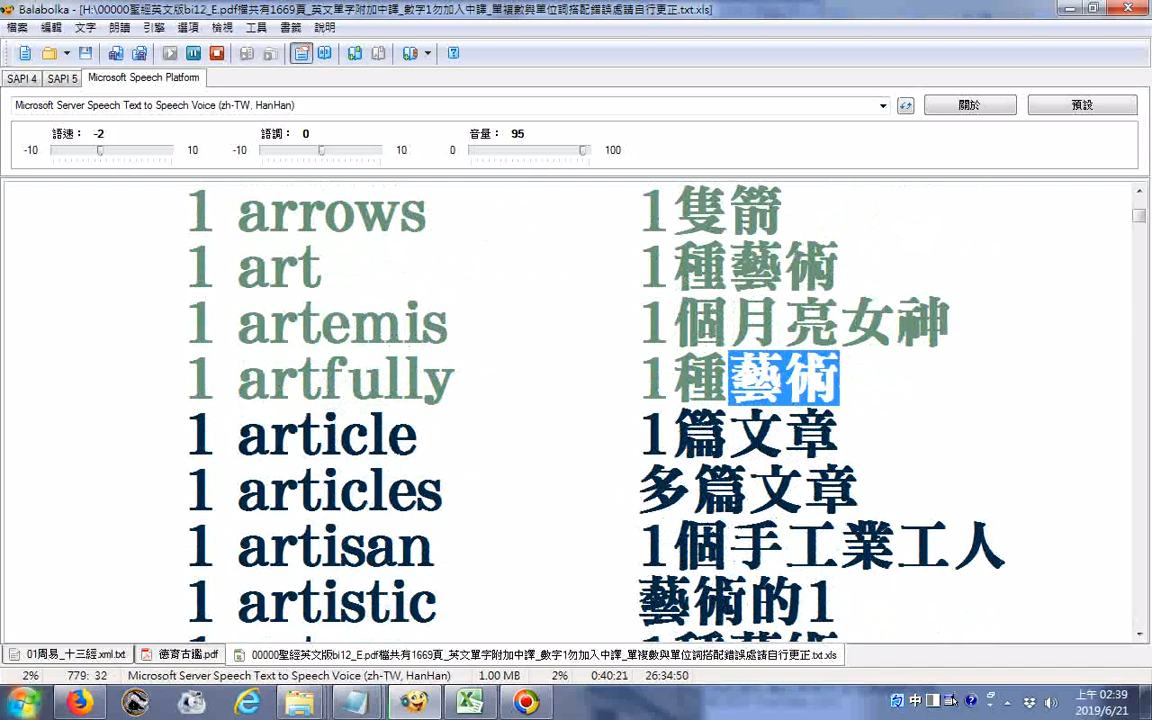 Balabolka - [H:\00000聖經英文版bi12_E.pdf檔共有1669頁_英文單字附加中譯_數字1勿加入中譯_單複數與單位詞搭配錯誤處請自行更正.txt.xls]
檔案 編輯 文字 朗讀 引擎 選項 檢視 工具 書籤 說明
SAPI 4 SAPI 5 Microsoft Speech Platform
Microsoft Server Speech Text to Speech Voice (zh-TW, HanHan) 關於 預設
語速： -2 語調： 0 音量： 95
-10 10 -10 10 0 100
1 arrows 1隻箭
1 art 1種藝術
1 artemis 1個月亮女神
1 artfully 1種藝術
1 article 1篇文章
1 articles 多篇文章
1 artisan 1個手工業工人
1 artistic 藝術的1
01周易_十三經.xml.txt 德育古鑑.pdf 00000聖經英文版bi12_E.pdf檔共有1669頁_英文單字附加中譯_數字1勿加入中譯_單複數與單位詞搭配錯誤處請自行更正.txt.xls
2% 779: 32 Microsoft Server Speech Text to Speech Voice (zh-TW, HanHan) 1.00 MB 2% 0:40:21 26:34:50
中 上午 02:39
2019/6/21